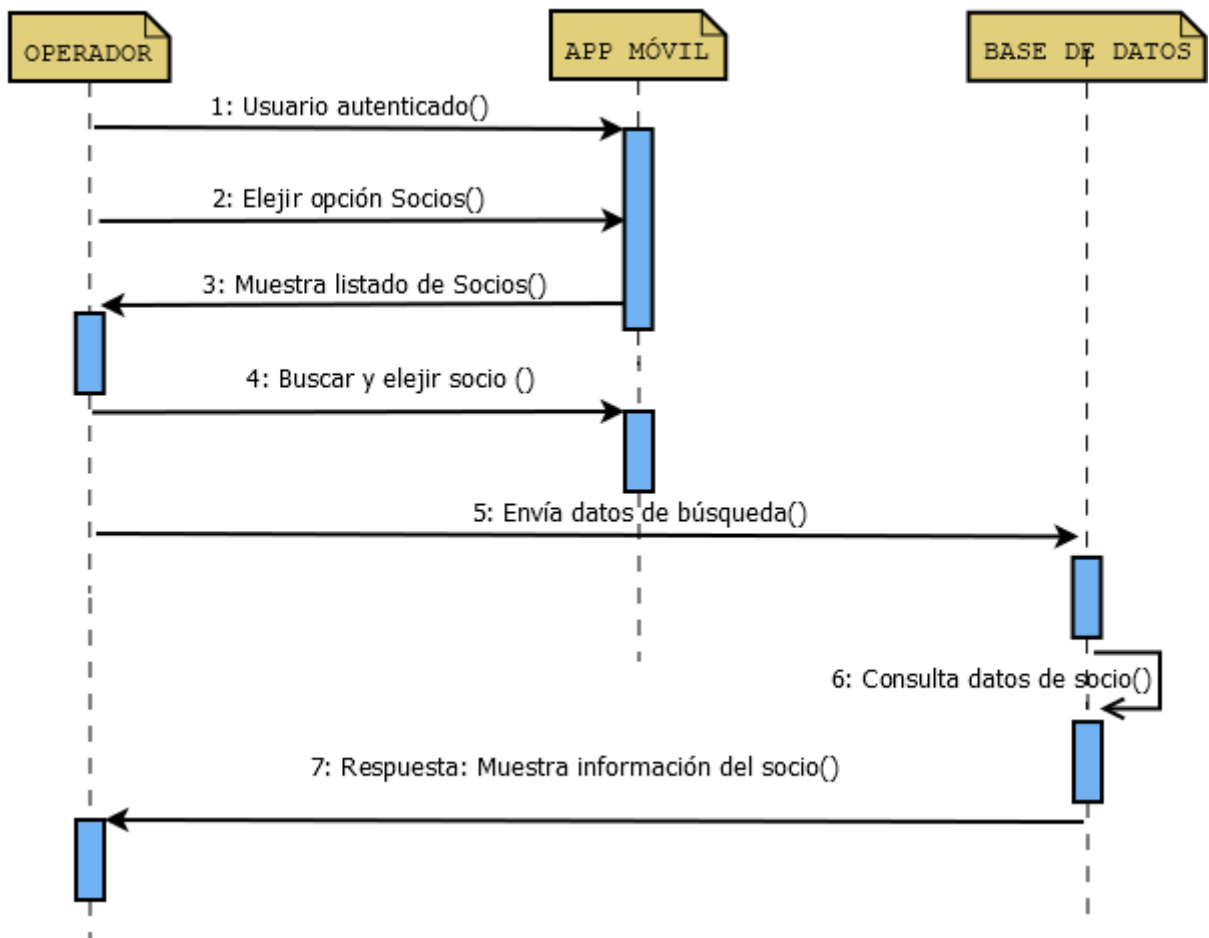 OPERADOR
APP MÓVIL
BASE DE DATOS
1: Usuario autenticado()
2: Elejir opción Socios()
3: Muestra listado de Socios()
4: Buscar y elejir socio ()
5: Envía datos de búsqueda()
6: Consulta datos de socio()
7: Respuesta: Muestra información del socio()